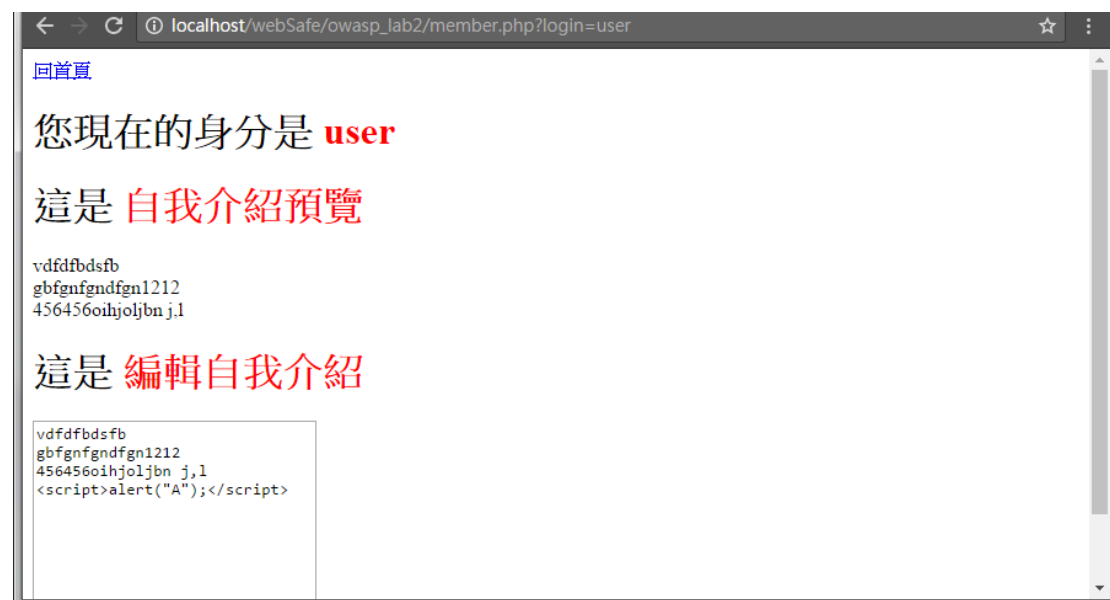 localhost/webSafe/owasp_lab2/member.php?login=user
回首頁
您現在的身分是 user
這是 自我介紹預覽
vdfdfbdsfb
gbfgnfgndfgn1212
456456oihjoljbn j,l
這是 編輯自我介紹
vdfdfbdsfb
gbfgnfgndfgn1212
456456oihjoljbn j,l
<script>alert("A");</script>